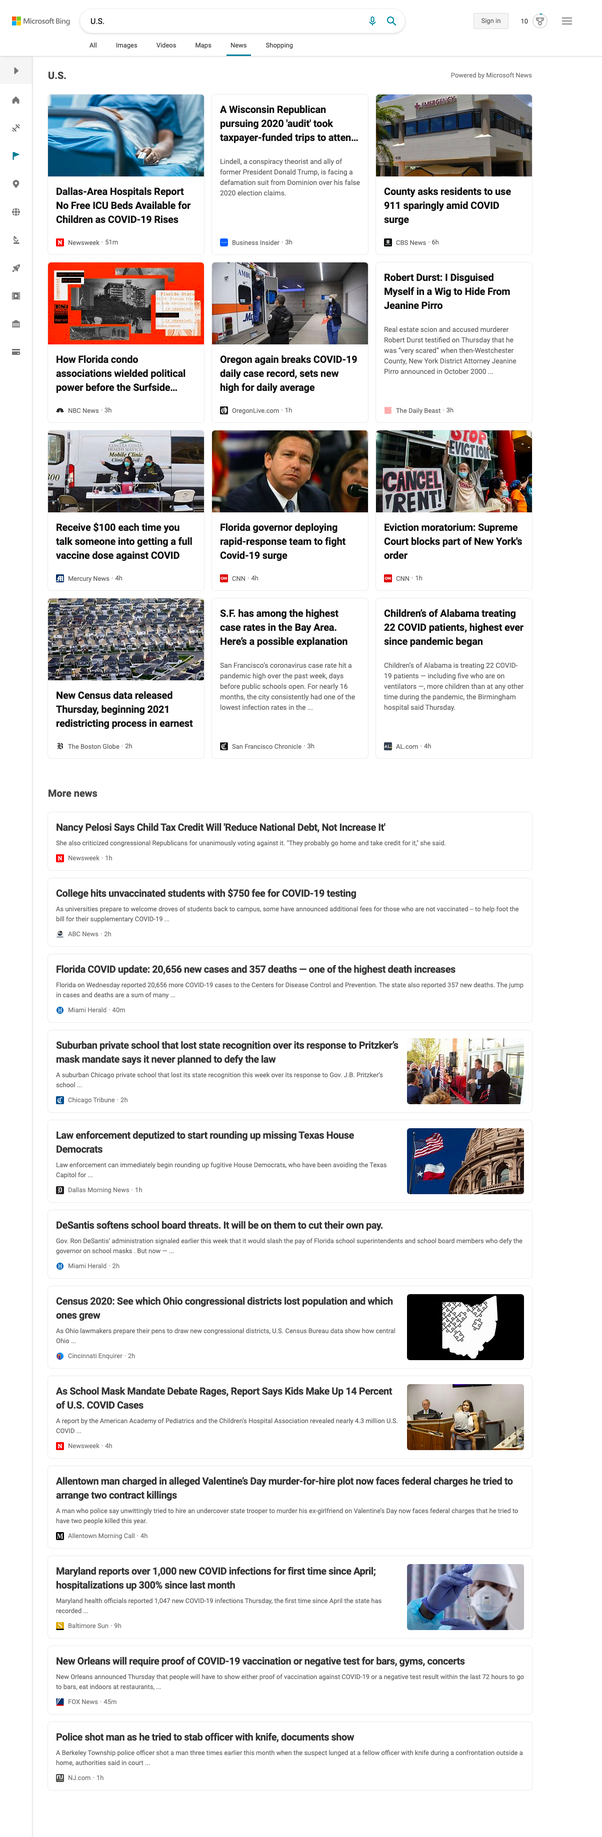 Microsoft Bing
U.S.
Sign in
10
All
Images
Videos
Maps
News
Shopping
U.S.
Powered by Microsoft News
Dallas-Area Hospitals Report
No Free ICU Beds Available for
Children as COVID-19 Rises
Newsweek · 51m
A Wisconsin Republican
pursuing 2020 'audit' took
taxpayer-funded trips to atten...
Lindell, a conspiracy theorist and ally of
former President Donald Trump, is facing a
defamation suit from Dominion over his false
2020 election claims.
Business Insider · 3h
EMERGENCY
County asks residents to use
911 sparingly amid COVID
surge
CBS News · 6h
How Florida condo
associations wielded political
power before the Surfside...
NBC News · 3h
Oregon again breaks COVID-19
daily case record, sets new
high for daily average
OregonLive.com · 1h
Robert Durst: I Disguised
Myself in a Wig to Hide From
Jeanine Pirro
Real estate scion and accused murderer
Robert Durst testified on Thursday that he
was "very scared" when then-Westchester
County, New York District Attorney Jeanine
Pirro announced in October 2000 ...
The Daily Beast · 3h
Mobile Clinic
Receive $100 each time you
talk someone into getting a full
vaccine dose against COVID
Mercury News · 4h
Florida governor deploying
rapid-response team to fight
Covid-19 surge
CNN · 4h
STOP
EVICTION
CANCEL
RENT!
Eviction moratorium: Supreme
Court blocks part of New York's
order
CNN · 1h
New Census data released
Thursday, beginning 2021
redistricting process in earnest
The Boston Globe · 2h
S.F. has among the highest
case rates in the Bay Area.
Here's a possible explanation
San Francisco's coronavirus case rate hit a
pandemic high over the past week, days
before public schools open. For nearly 16
months, the city consistently had one of the
lowest infection rates in the ...
San Francisco Chronicle · 3h
Children's of Alabama treating
22 COVID patients, highest ever
since pandemic began
Children's of Alabama is treating 22 COVID-
19 patients — including five who are on
ventilators —, more children than at any other
time during the pandemic, the Birmingham
hospital said Thursday.
AL.com · 4h
More news
Nancy Pelosi Says Child Tax Credit Will 'Reduce National Debt, Not Increase It'
She also criticized congressional Republicans for unanimously voting against it. "They probably go home and take credit for it," she said.
Newsweek · 1h
College hits unvaccinated students with $750 fee for COVID-19 testing
As universities prepare to welcome droves of students back to campus, some have announced additional fees for those who are not vaccinated – to help foot the
bill for their supplementary COVID-19 ...
ABC News · 2h
Florida COVID update: 20,656 new cases and 357 deaths — one of the highest death increases
Florida on Wednesday reported 20,656 more COVID-19 cases to the Centers for Disease Control and Prevention. The state also reported 357 new deaths. The jump
in cases and deaths are a sum of many ...
Miami Herald · 40m
Suburban private school that lost state recognition over its response to Pritzker's
mask mandate says it never planned to defy the law
A suburban Chicago private school that lost its state recognition this week over its response to Gov. J.B. Pritzker's
school ...
Chicago Tribune · 2h
Law enforcement deputized to start rounding up missing Texas House
Democrats
Law enforcement can immediately begin rounding up fugitive House Democrats, who have been avoiding the Texas
Capitol for ...
Dallas Morning News · 1h
DeSantis softens school board threats. It will be on them to cut their own pay.
Gov. Ron DeSantis' administration signaled earlier this week that it would slash the pay of Florida school superintendents and school board members who defy the
governor on school masks . But now — ...
Miami Herald · 2h
Census 2020: See which Ohio congressional districts lost population and which
ones grew
As Ohio lawmakers prepare their pens to draw new congressional districts, U.S. Census Bureau data show how central
Ohio ...
Cincinnati Enquirer · 2h
As School Mask Mandate Debate Rages, Report Says Kids Make Up 14 Percent
of U.S. COVID Cases
A report by the American Academy of Pediatrics and the Children's Hospital Association revealed nearly 4.3 million U.S.
COVID ...
Newsweek · 4h
Allentown man charged in alleged Valentine's Day murder-for-hire plot now faces federal charges he tried to
arrange two contract killings
A man who police say unwittingly tried to hire an undercover state trooper to murder his ex-girlfriend on Valentine's Day now faces federal charges that he tried to
have two people killed this year.
Allentown Morning Call · 4h
Maryland reports over 1,000 new COVID infections for first time since April;
hospitalizations up 300% since last month
Maryland health officials reported 1,047 new COVID-19 infections Thursday, the first time since April the state has
recorded ...
Baltimore Sun · 9h
New Orleans will require proof of COVID-19 vaccination or negative test for bars, gyms, concerts
New Orleans announced Thursday that people will have to show either proof of vaccination against COVID-19 or a negative test result within the last 72 hours to go
to bars, eat indoors at restaurants, ...
FOX News · 45m
Police shot man as he tried to stab officer with knife, documents show
A Berkeley Township police officer shot a man three times earlier this month when the suspect lunged at a fellow officer with knife during a confrontation outside a
home, authorities said in court ...
NJ.com · 1h